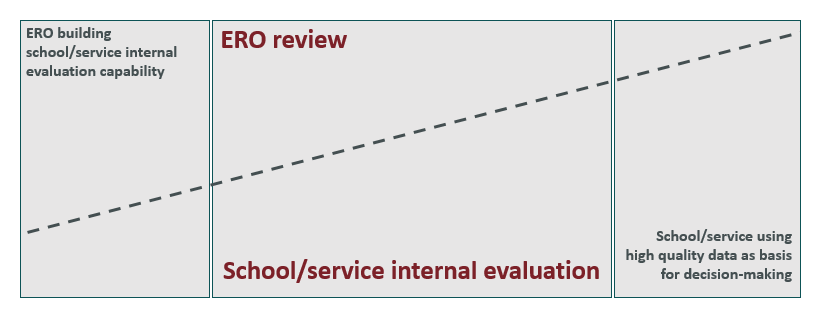 ERO building
school/service internal
evaluation capability
ERO review
School/service internal evaluation
School/service using
high quality data as basis
for decision-making